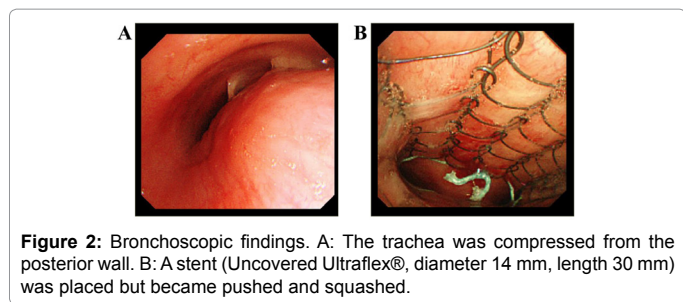 A B
Figure 2: Bronchoscopic findings. A: The trachea was compressed from the
posterior wall. B: A stent (Uncovered Ultraflex®, diameter 14 mm, length 30 mm)
was placed but became pushed and squashed.